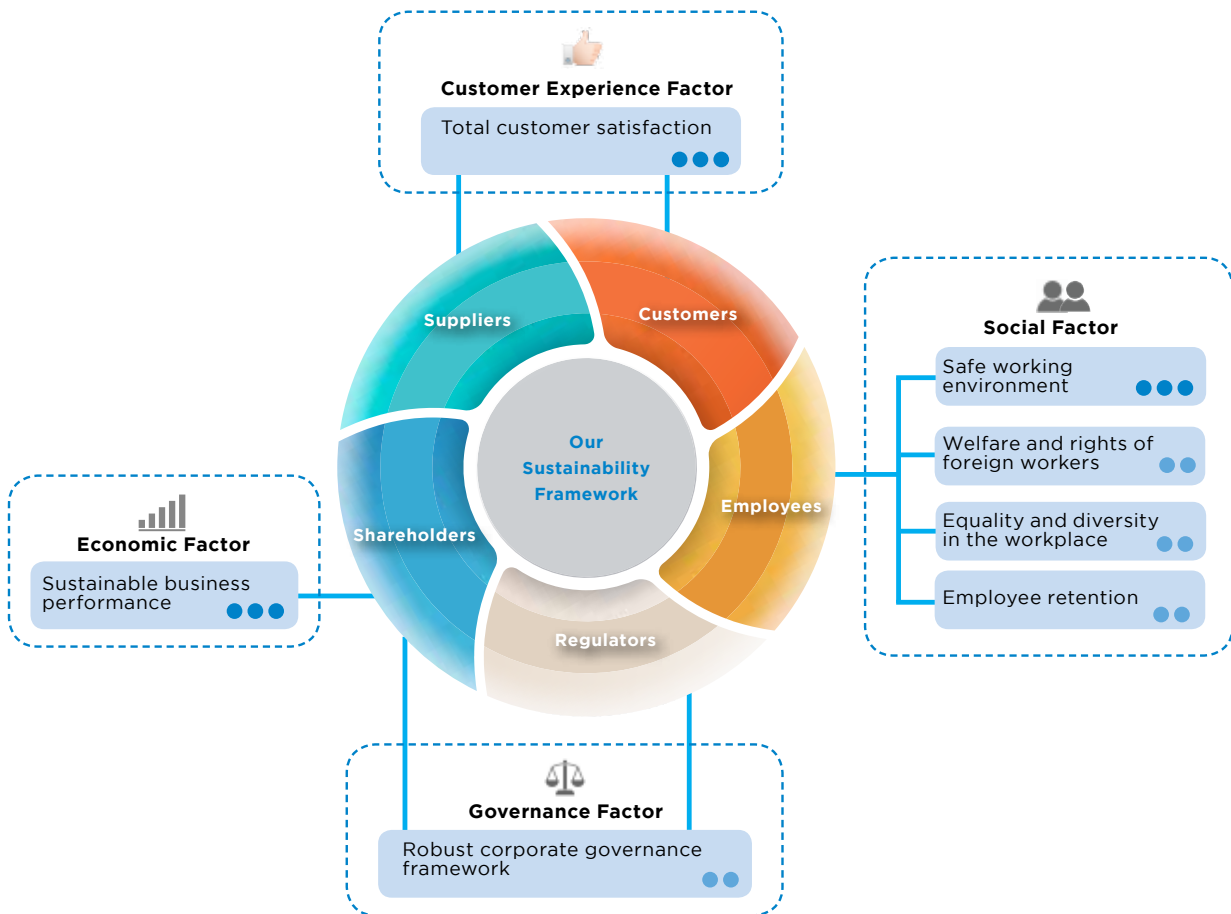 Customer Experience Factor
Total customer satisfaction
Suppliers
Customers
Our
Sustainability
Framework
Employees
Shareholders
Regulators
Social Factor
Safe working
environment
Welfare and rights of
foreign workers
Equality and diversity
in the workplace
Employee retention
Economic Factor
Sustainable business
performance
Governance Factor
Robust corporate governance
framework